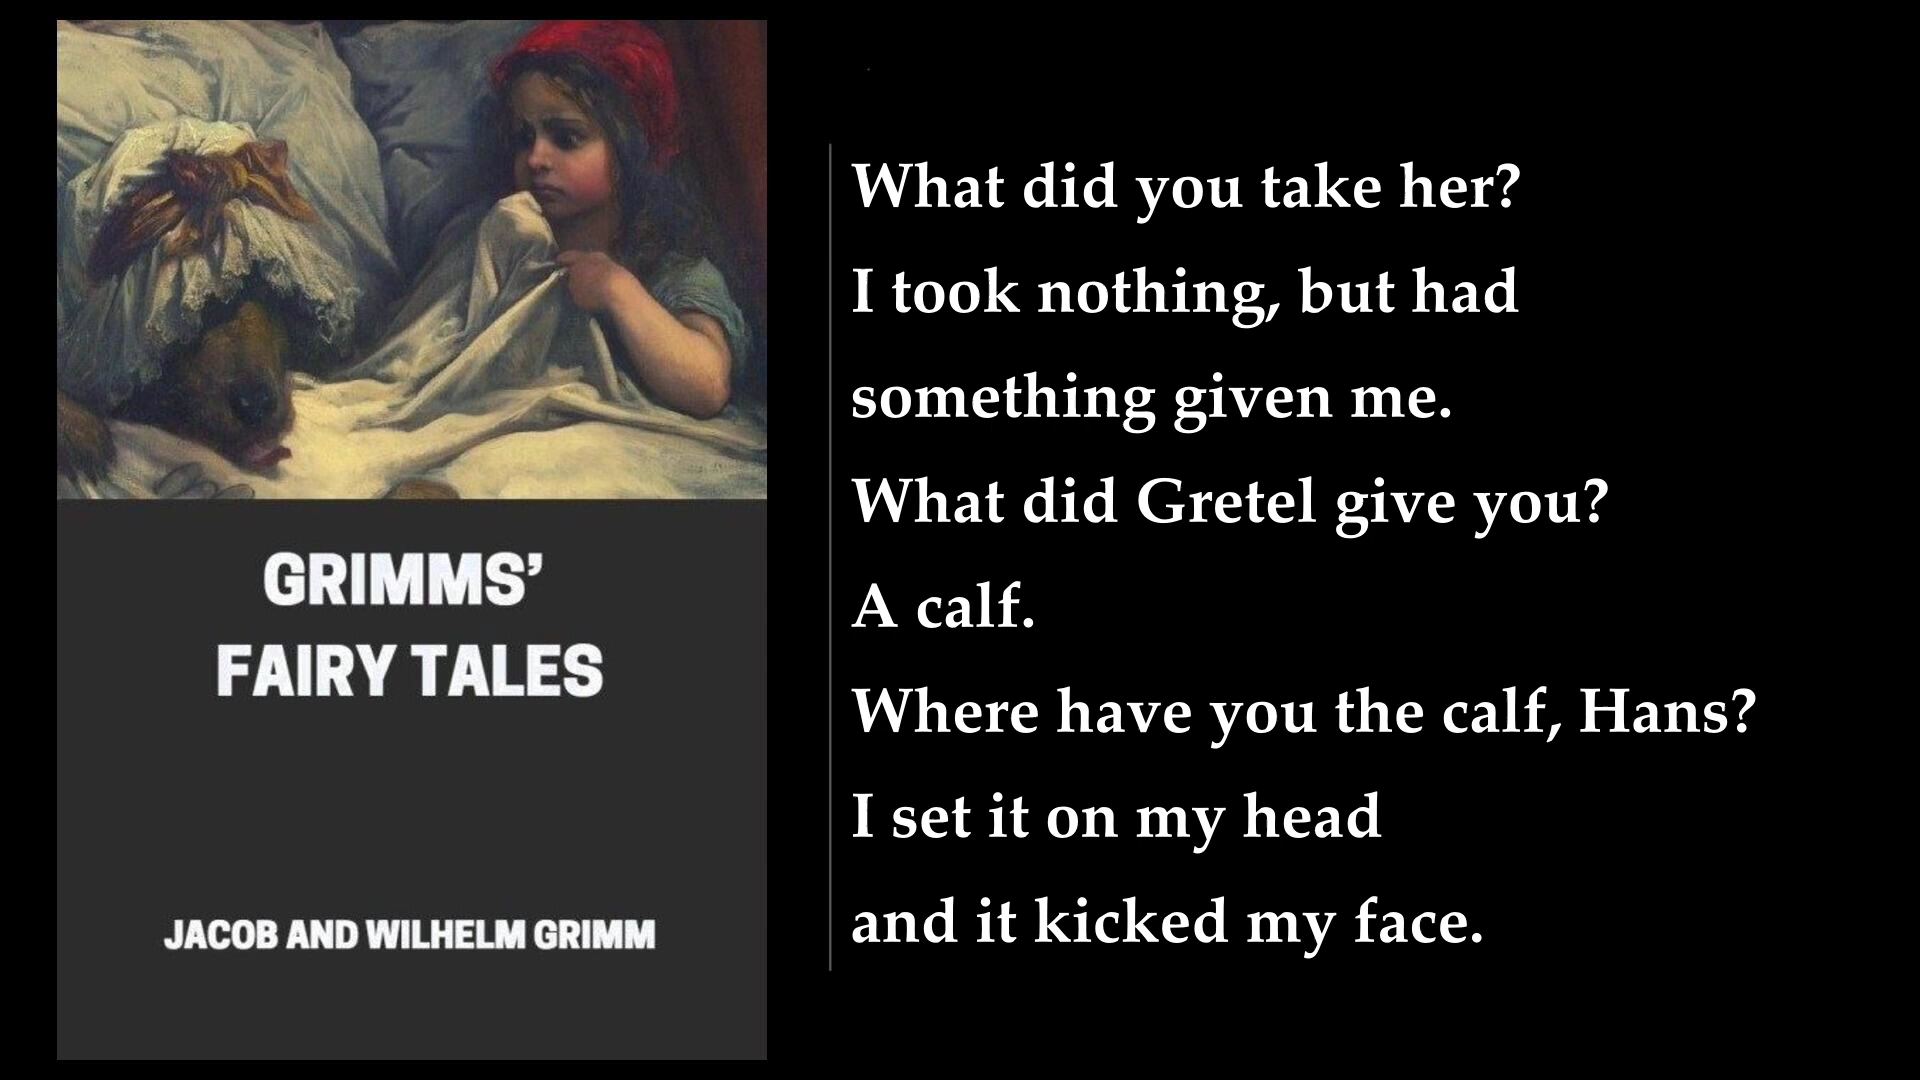 GRIMMS’
FAIRY TALES
JACOB AND WILHELM GRIMM
What did you take her?
I took nothing, but had
something given me.
What did Gretel give you?
A calf.
Where have you the calf, Hans?
I set it on my head
and it kicked my face.